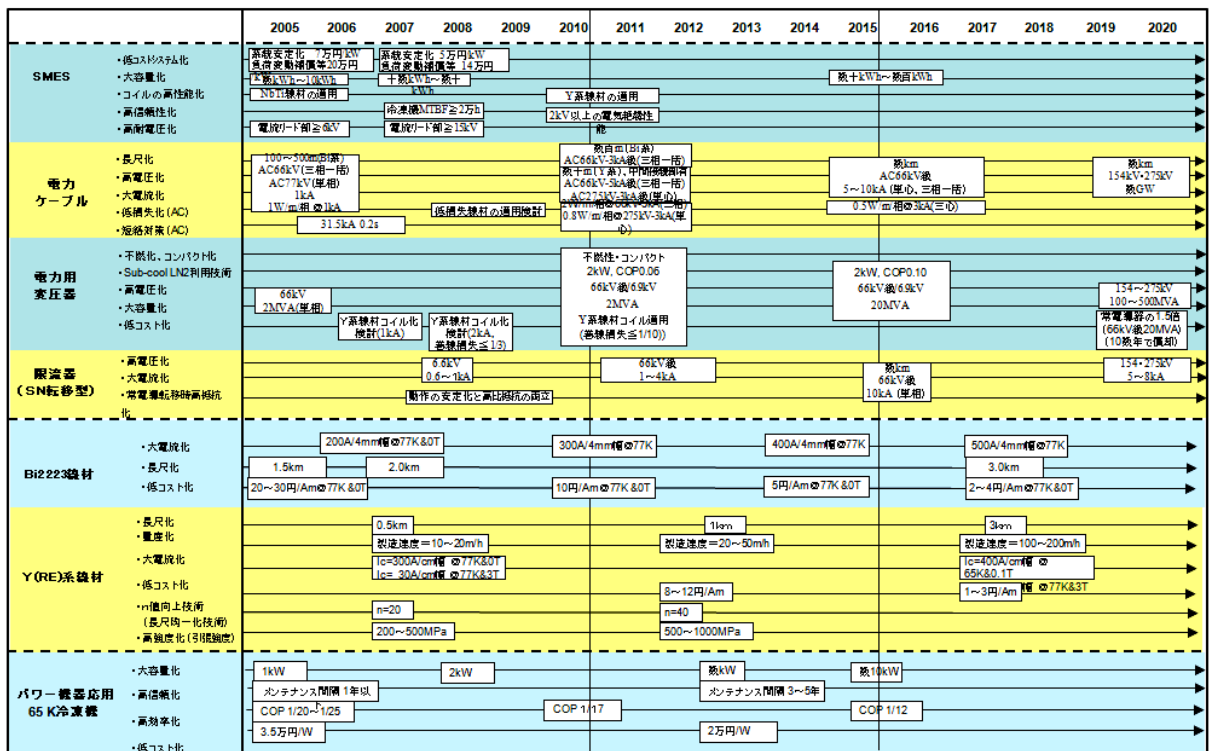 2005 2006 2007 2008 2009 2010 2011 2012 2013 2014 2015 2016 2017 2018 2019 2020
SMES
・低コストシステム化
系統安定化 7万円/kW
負荷変動補償等20万円
系統安定化 5万円/kW
負荷変動補償等 14万円
・大容量化
数kWh～10kWh
十数kWh～数十
kWh
数十kWh～数百kWh
・コイルの高性能化
NbTi線材の適用
Y系線材の適用
・高信頼性化
冷凍機MTBF≧2万h
2kV以上の電気絶縁性
能
・高耐電圧化
電流リード部≧6kV
電流リード部≧15kV
電力
ケーブル
・長尺化
・高電圧化
・大電流化
・低損失化(AC)
・短絡対策(AC)
100～500m(Bi系)
AC66kV(三相一括)
AC77kV(単相)
1kA
1W/m/相 @1kA
31.5kA 0.2s
低損失線材の適用検討
数百m(Bi系)
AC66kV-3kA級(三相一括)
数十m(Y系)、中間接続部有
AC66kV-5kA級(三相一括)
AC275kV-3kA級(単心)
2W/m/相@66kV-5kA(三相)
0.8W/m/相@275kV-3kA(単
心)
数km
AC66kV級
5～10kA (単心、三相一括)
0.5W/m/相@3kA(三心)
数km
154kV・275kV
数GW
電力用
変圧器
・不燃化、コンパクト化
・Sub-cool LN2利用技術
・高電圧化
・大容量化
・低コスト化
66kV
2MVA(単相)
Y系線材コイル化
検討(1kA)
Y系線材コイル化
検討(2kA、
巻線損失≦1/3)
不燃性・コンパクト
2kW, COP0.06
66kV級/6.9kV
2MVA
Y系線材コイル適用
(巻線損失≦1/10))
2kW, COP0.10
66kV級/6.9kV
20MVA
154～275kV
100～500MVA
常電導器の1.5倍
(66kV級20MVA)
(10数年で償却)
限流器
(SN転移型)
・高電圧化
・大電流化
・常電導転移時高抵抗
化
6.6kV
0.6～1kA
動作の安定化と高比抵抗の両立
66kV級
1～4kA
数km
66kV級
10kA (単相)
154・275kV
5～8kA
Bi2223線材
・大電流化
200A/4mm幅@77K&0T
300A/4mm幅@77K
400A/4mm幅@77K
500A/4mm幅@77K
・長尺化
1.5km
2.0km
3.0km
・低コスト化
20～30円/Am@77K&0T
10円/Am@77K&0T
5円/Am@77K&0T
2～4円/Am@77K&0T
Y(RE)系線材
・長尺化
0.5km
1km
3km
・量産化
製造速度＝10～20m/h
製造速度＝20～50m/h
製造速度＝100～200m/h
・大電流化
Ic=300A/cm幅 @77K&0T
Ic= 30A/cm幅 @77K&3T
Ic=400A/cm幅 @
65K&0.1T
幅 @77K&3T
・低コスト化
8～12円/Am
1～3円/Am
・n値向上技術
(長尺均一化技術)
n=20
n=40
・高強度化(引張強度)
200～500MPa
500～1000MPa
パワー機器応用
65 K冷凍機
・大容量化
1kW
2kW
数kW
数10kW
・高信頼化
メンテナンス間隔 1年以
上
メンテナンス間隔 3～5年
・高効率化
COP 1/20～1/25
COP 1/17
COP 1/12
・低コスト化
3.5万円/W
2万円/W